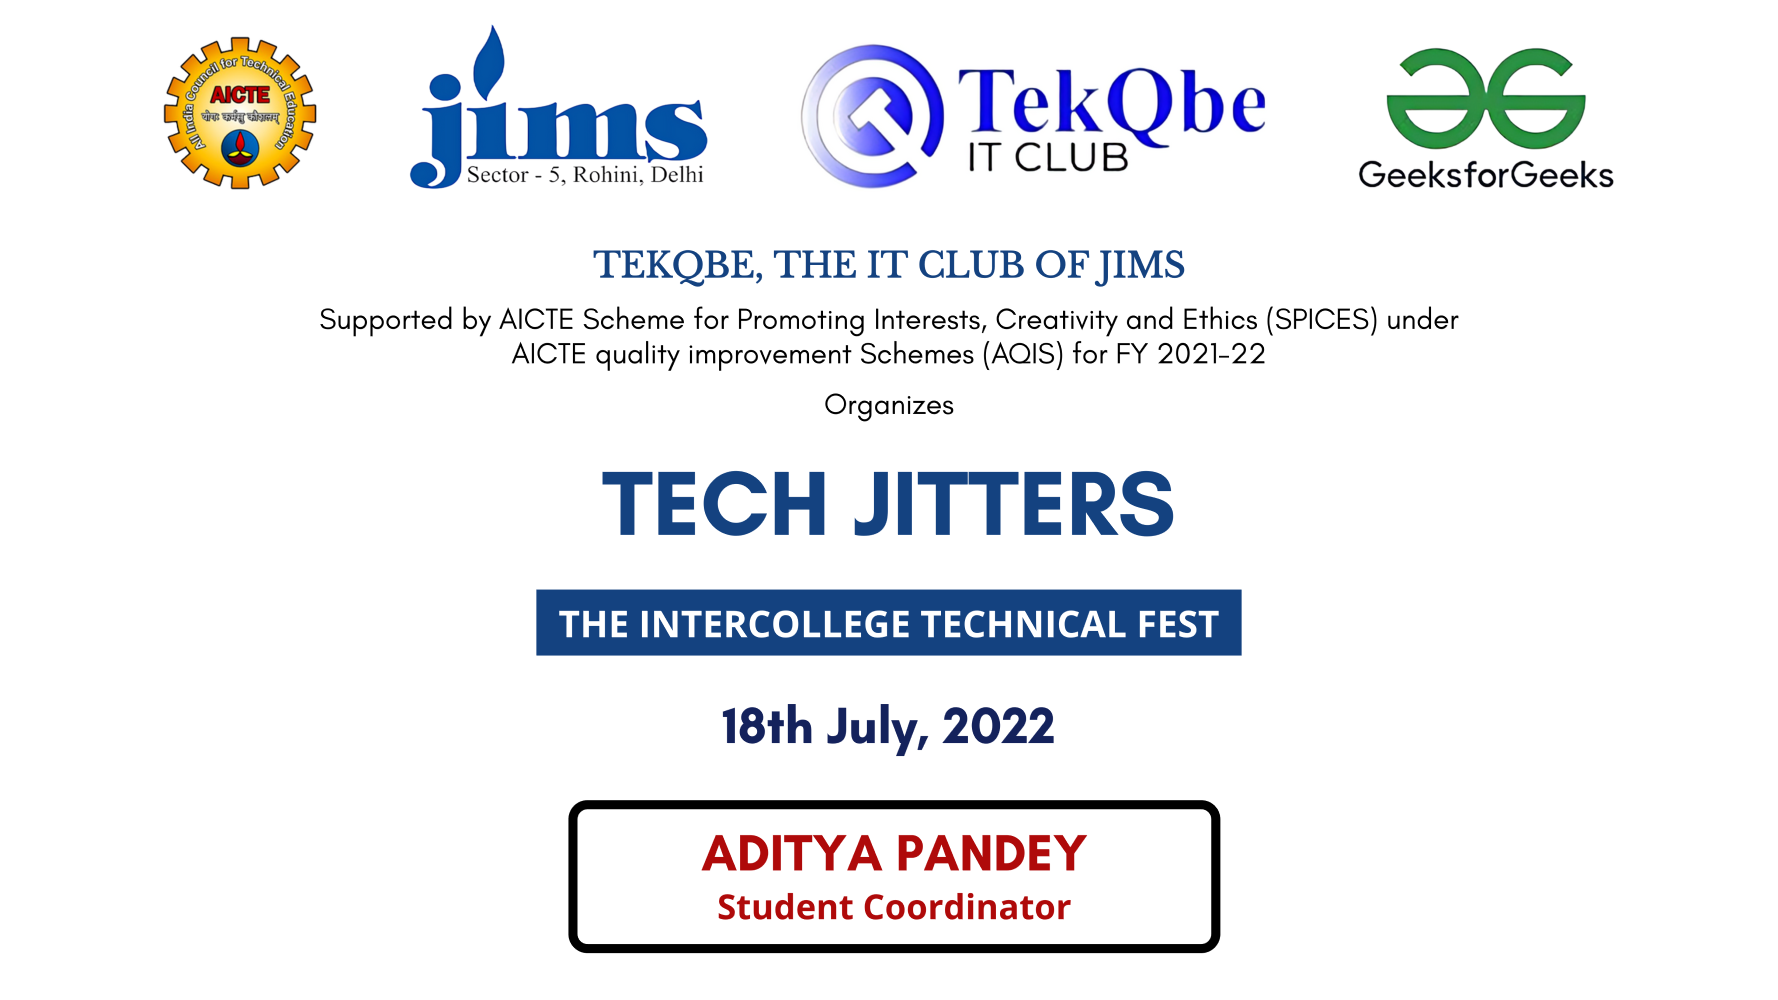 All India Council for Technical Education
AICTE
योगः कर्मसु कौशलम्
jims
Sector - 5, Rohini, Delhi
TekQbe
IT CLUB
GeeksforGeeks
TEKQBE, THE IT CLUB OF JIMS
Supported by AICTE Scheme for Promoting Interests, Creativity and Ethics (SPICES) under
AICTE quality improvement Schemes (AQIS) for FY 2021-22
Organizes
TECH JITTERS
THE INTERCOLLEGE TECHNICAL FEST
18th July, 2022
ADITYA PANDEY
Student Coordinator